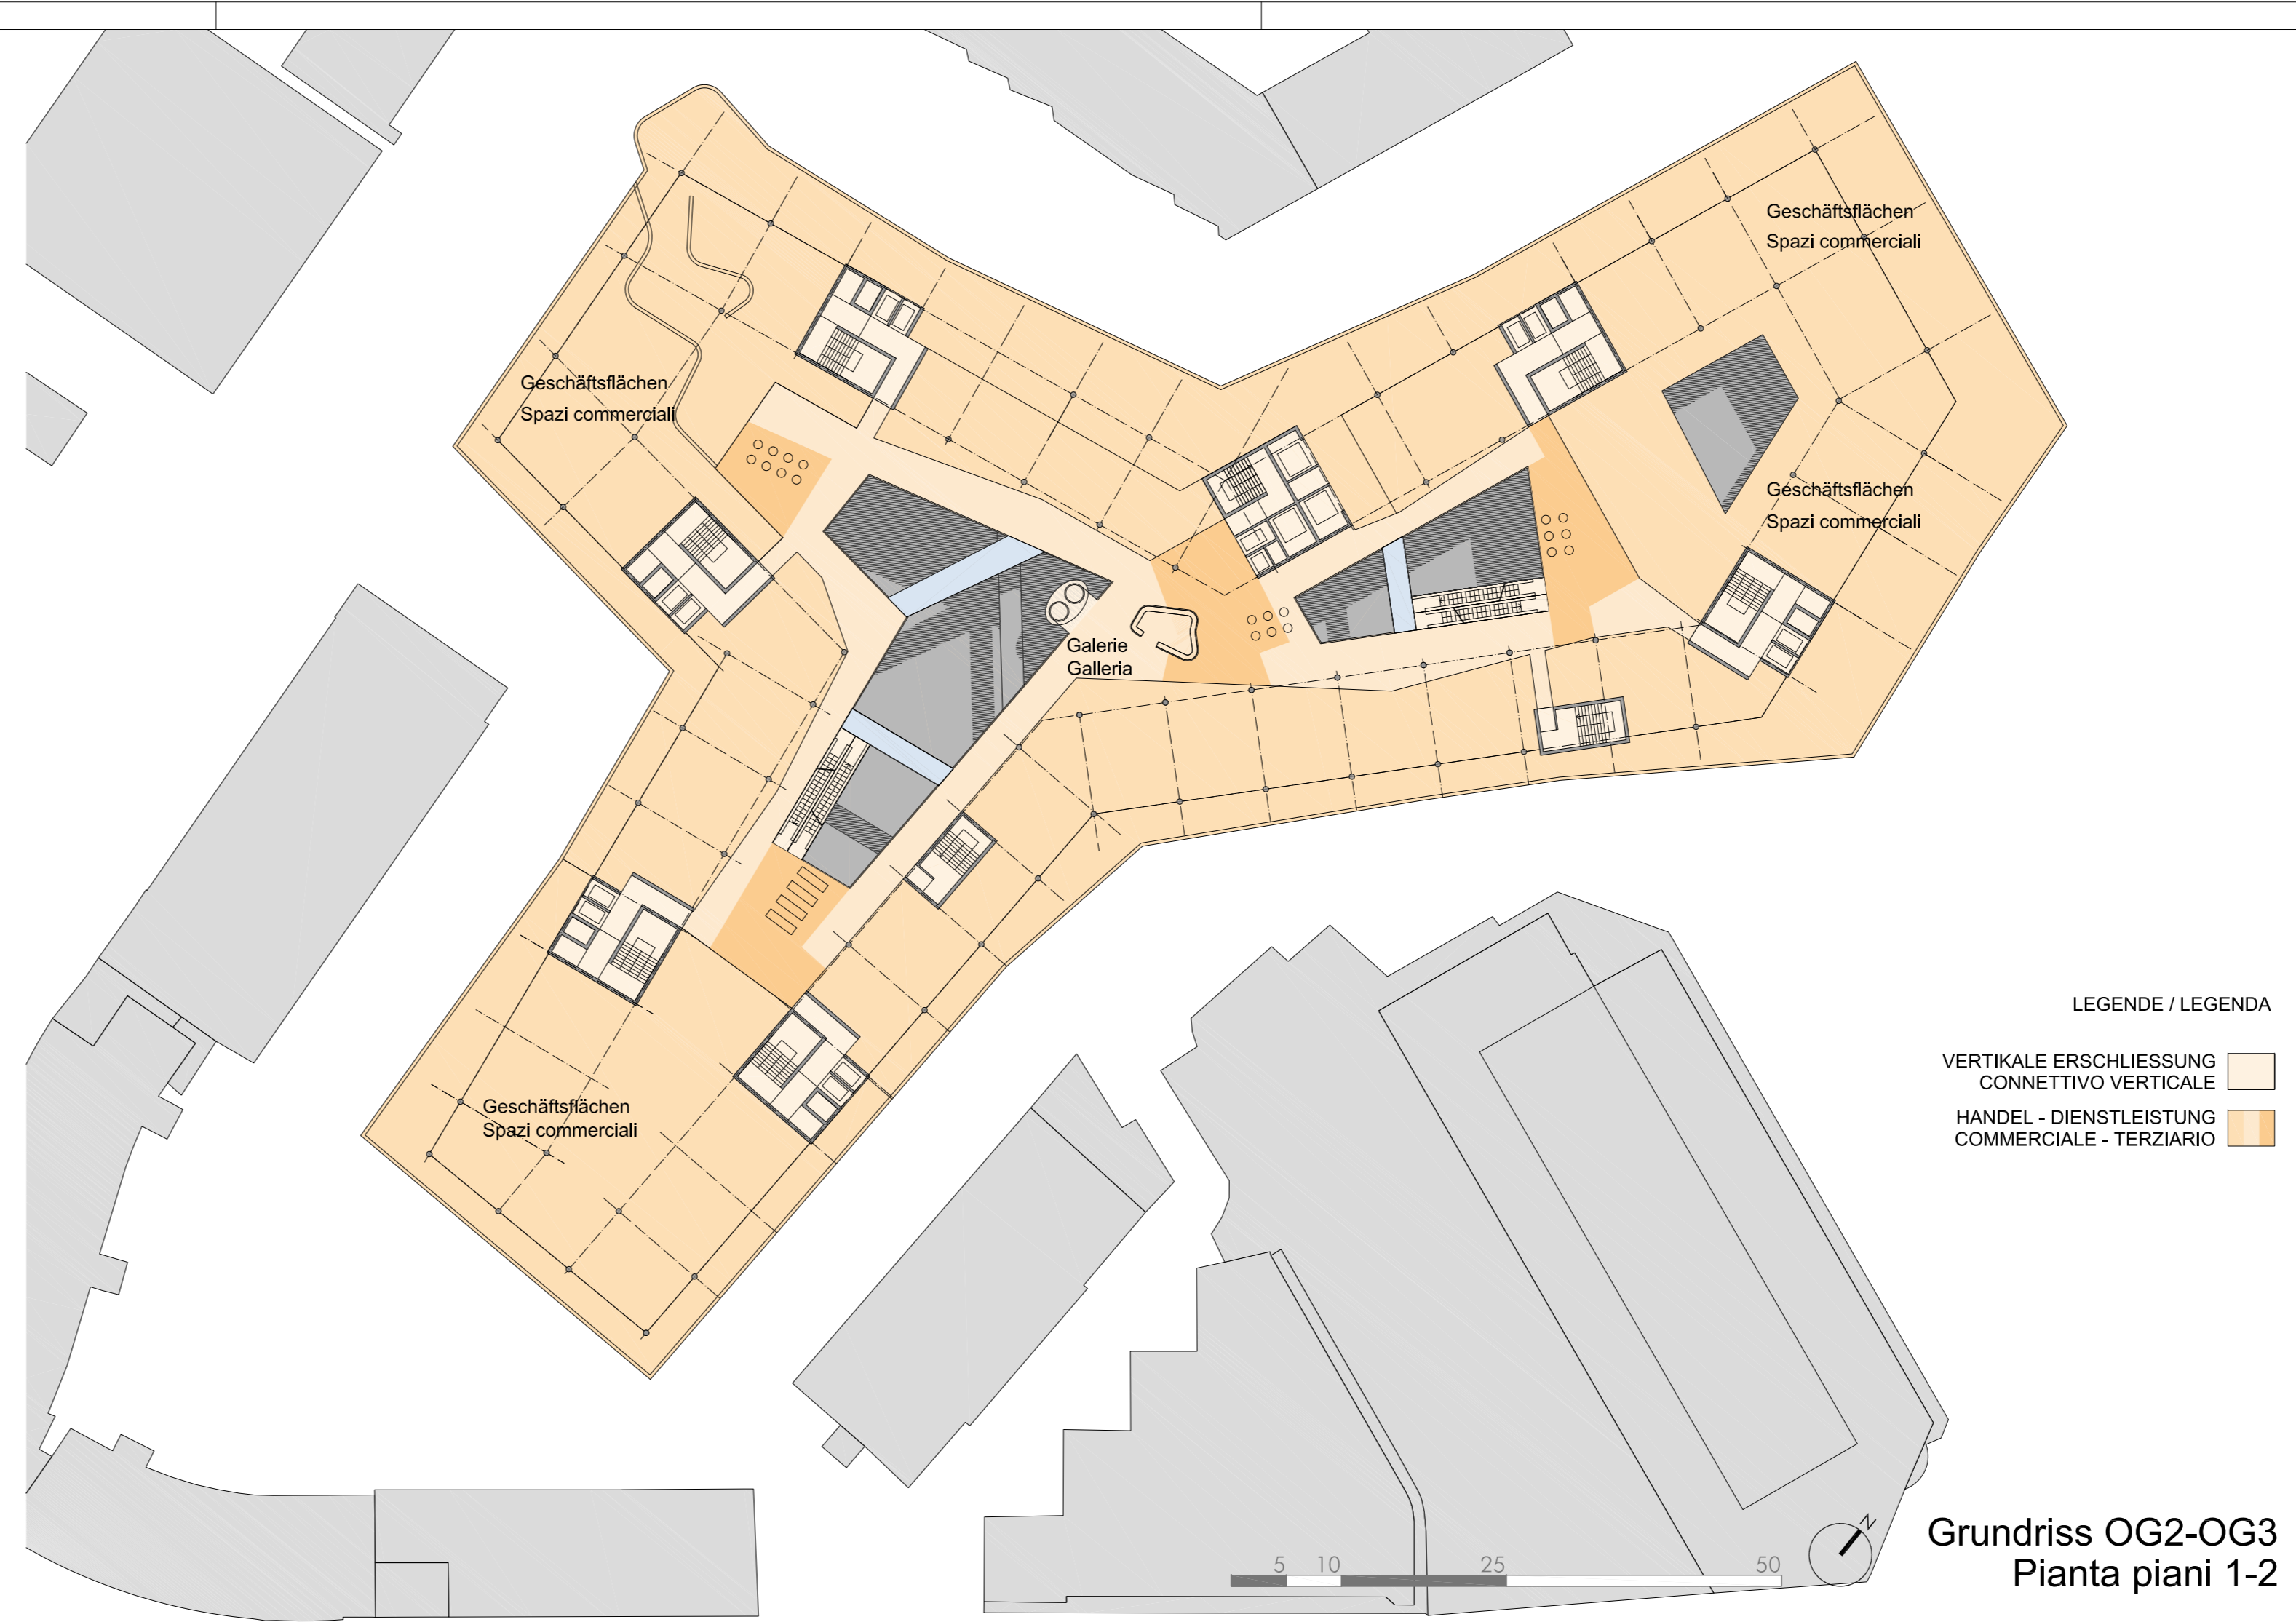 Geschäftsflächen
Spazi commerciali
Geschäftsflächen
Spazi commerciali
Geschäftsflächen
Spazi commerciali
Galerie
Galleria
Geschäftsflächen
Spazi commerciali
LEGENDE / LEGENDA
VERTIKALE ERSCHLIESSUNG
CONNETTIVO VERTICALE
HANDEL - DIENSTLEISTUNG
COMMERCIALE - TERZIARIO
5 10 25 50
N
Grundriss OG2-OG3
Pianta piani 1-2